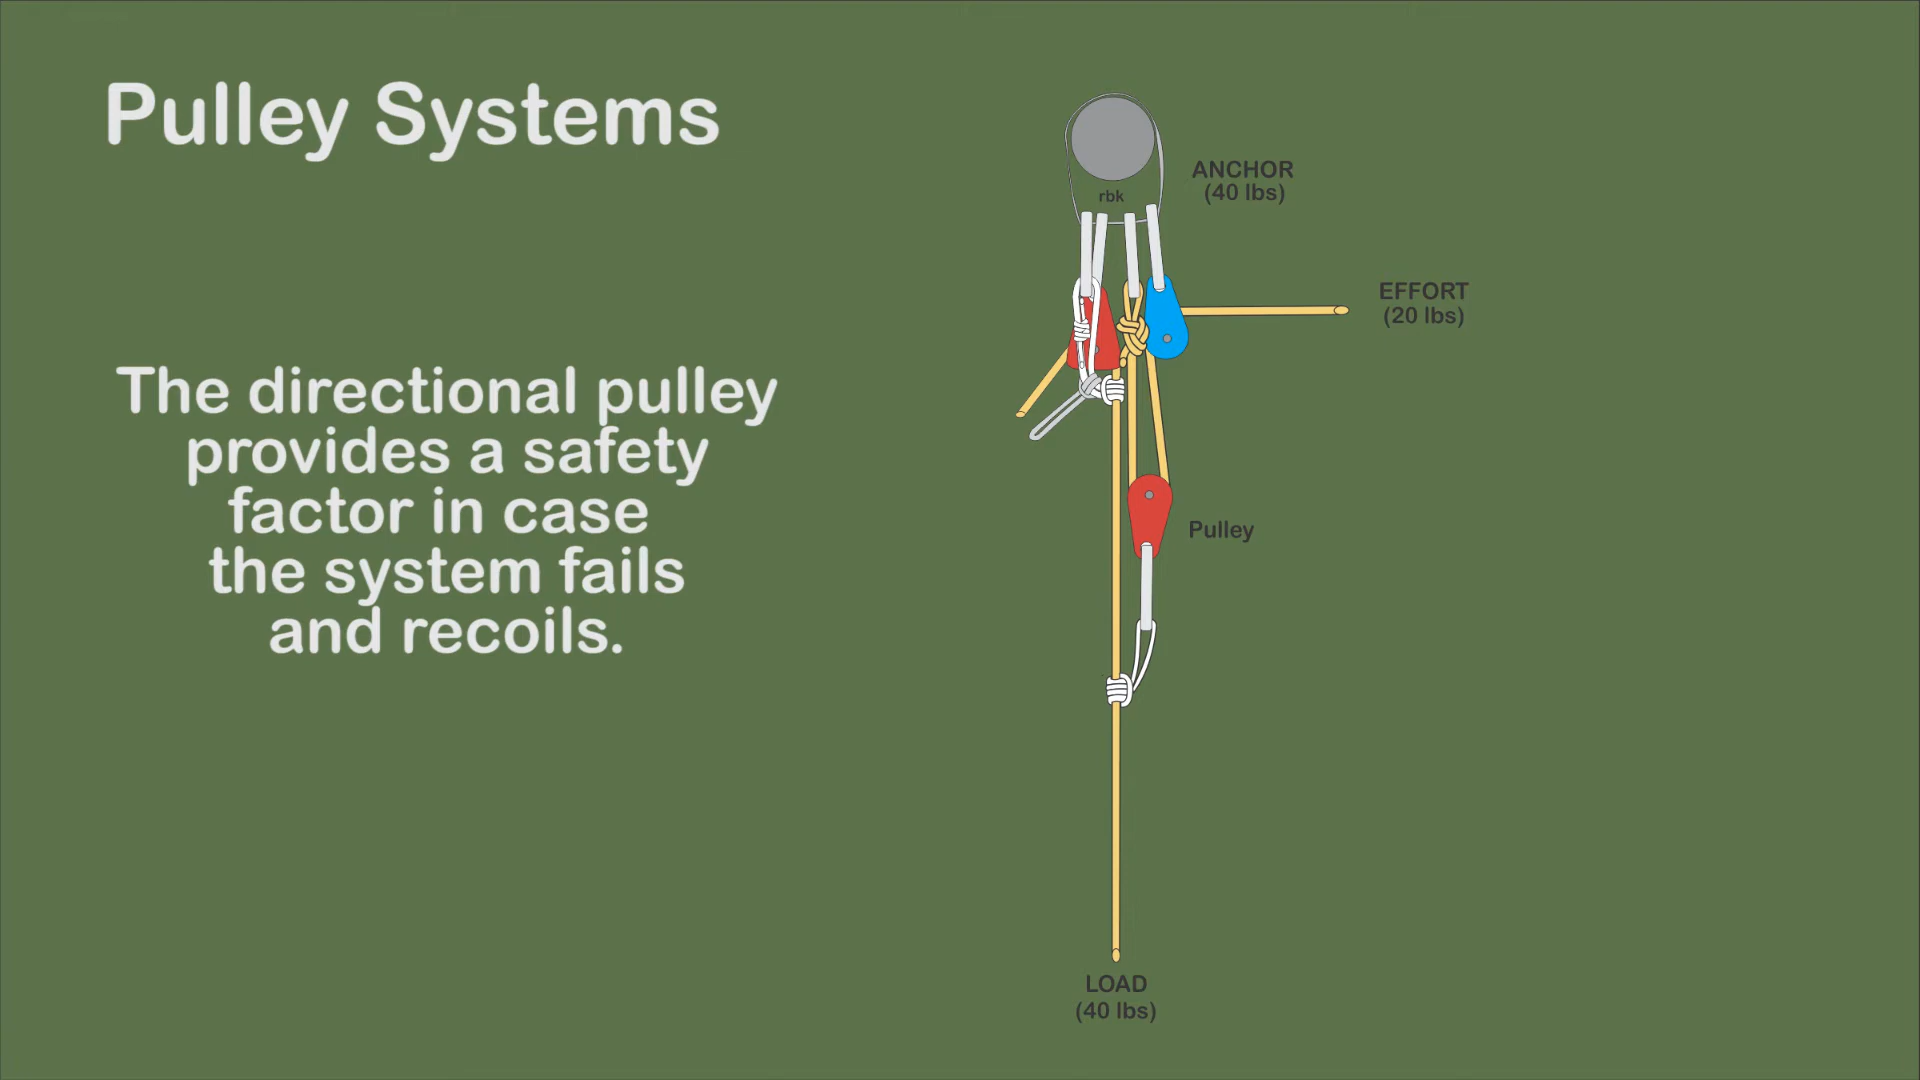 Pulley Systems
The directional pulley
provides a safety
factor in case
the system fails
and recoils.
rbk
ANCHOR
(40 lbs)
EFFORT
(20 lbs)
Pulley
LOAD
(40 lbs)